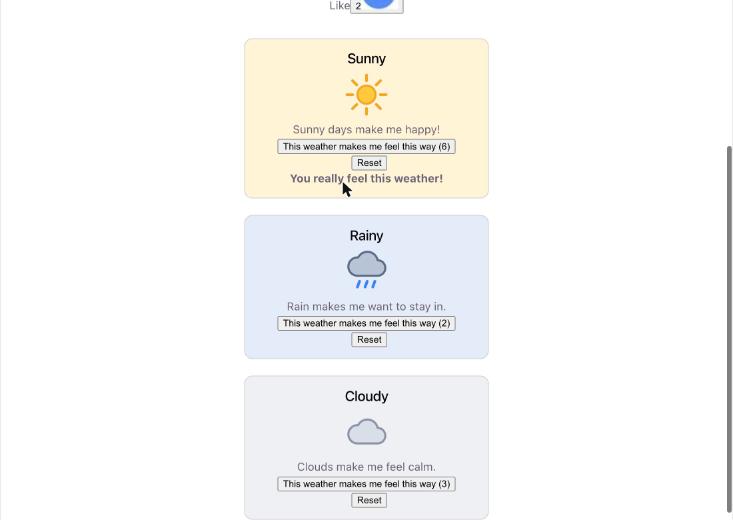 Like 2
Sunny
Sunny days make me happy!
This weather makes me feel this way (6)
Reset
You really feel this weather!
Rainy
Rain makes me want to stay in.
This weather makes me feel this way (2)
Reset
Cloudy
Clouds make me feel calm.
This weather makes me feel this way (3)
Reset